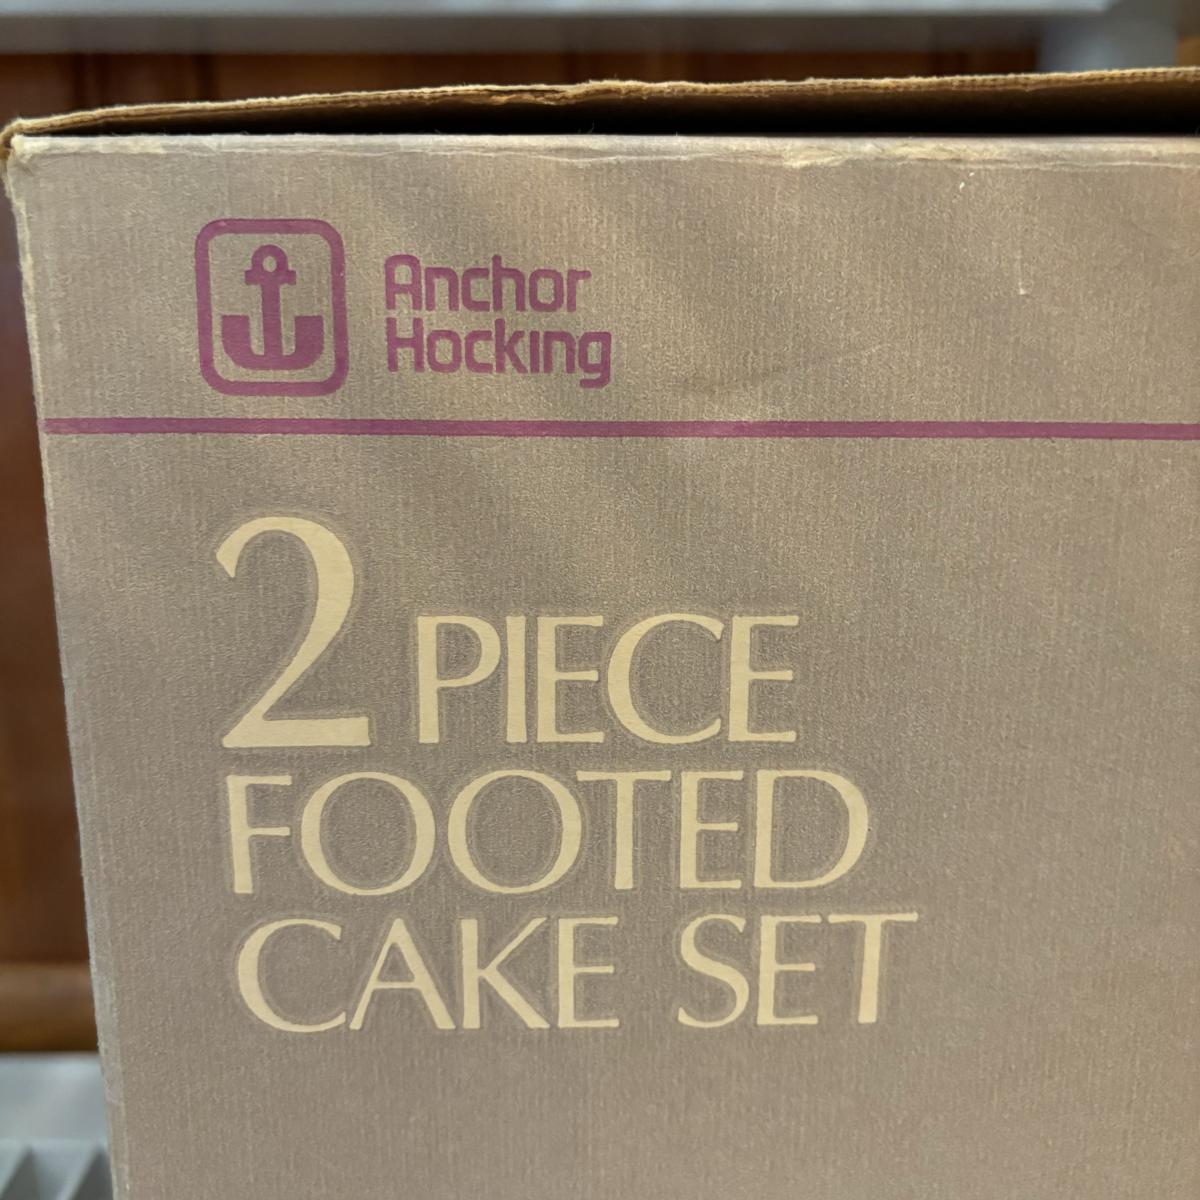 Anchor
Hocking
2 PIECE
FOOTED
CAKE SET